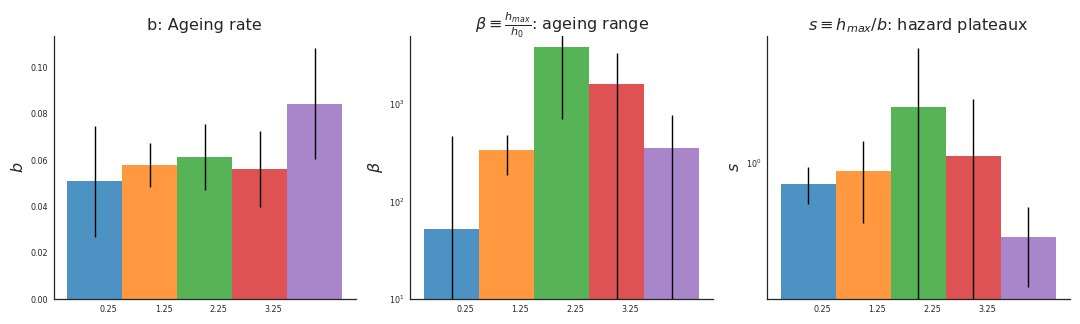 b: Ageing rate
b
0.10
0.08
0.06
0.04
0.02
0.00
0.25 1.25 2.25 3.25
β ≡ h_max/h_0: ageing range
β
10³
10²
10¹
0.25 1.25 2.25 3.25
s ≡ h_max/b: hazard plateaux
s
10⁰
0.25 1.25 2.25 3.25